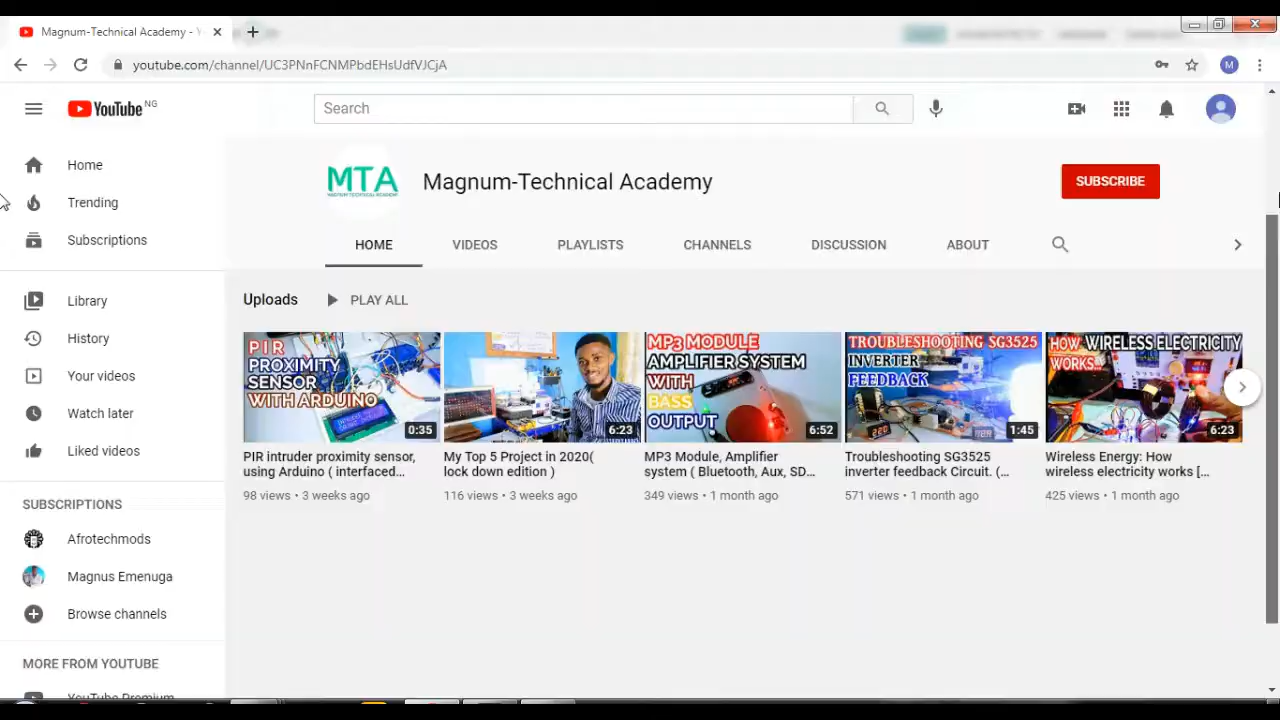 Magnum-Technical Academy - Y
youtube.com/channel/UC3PNnFCNMPbdEHsUdfVJCjA
M
YouTube NG
Search
Home
Trending
Subscriptions
Library
History
Your videos
Watch later
Liked videos
SUBSCRIPTIONS
Afrotechmods
Magnus Emenuga
Browse channels
MORE FROM YOUTUBE
YouTube Premium
MTA
MAGNUM TECHNICAL ACADEMY
Magnum-Technical Academy
SUBSCRIBE
HOME VIDEOS PLAYLISTS CHANNELS DISCUSSION ABOUT
Uploads PLAY ALL
PIR
PROXIMITY
SENSOR
WITH ARDUINO
0:35
PIR intruder proximity sensor,
using Arduino ( interfaced...
98 views • 3 weeks ago
6:23
My Top 5 Project in 2020(
lock down edition )
116 views • 3 weeks ago
MP3 MODULE
AMPLIFIER SYSTEM
WITH
BASS
OUTPUT
6:52
MP3 Module, Amplifier
system ( Bluetooth, Aux, SD...
349 views • 1 month ago
TROUBLESHOOTING SG3525
INVERTER
FEEDBACK
220
1:45
Troubleshooting SG3525
inverter feedback Circuit. (...
571 views • 1 month ago
HOW WIRELESS ELECTRICITY
WORKS...
6:23
Wireless Energy: How
wireless electricity works [...
425 views • 1 month ago